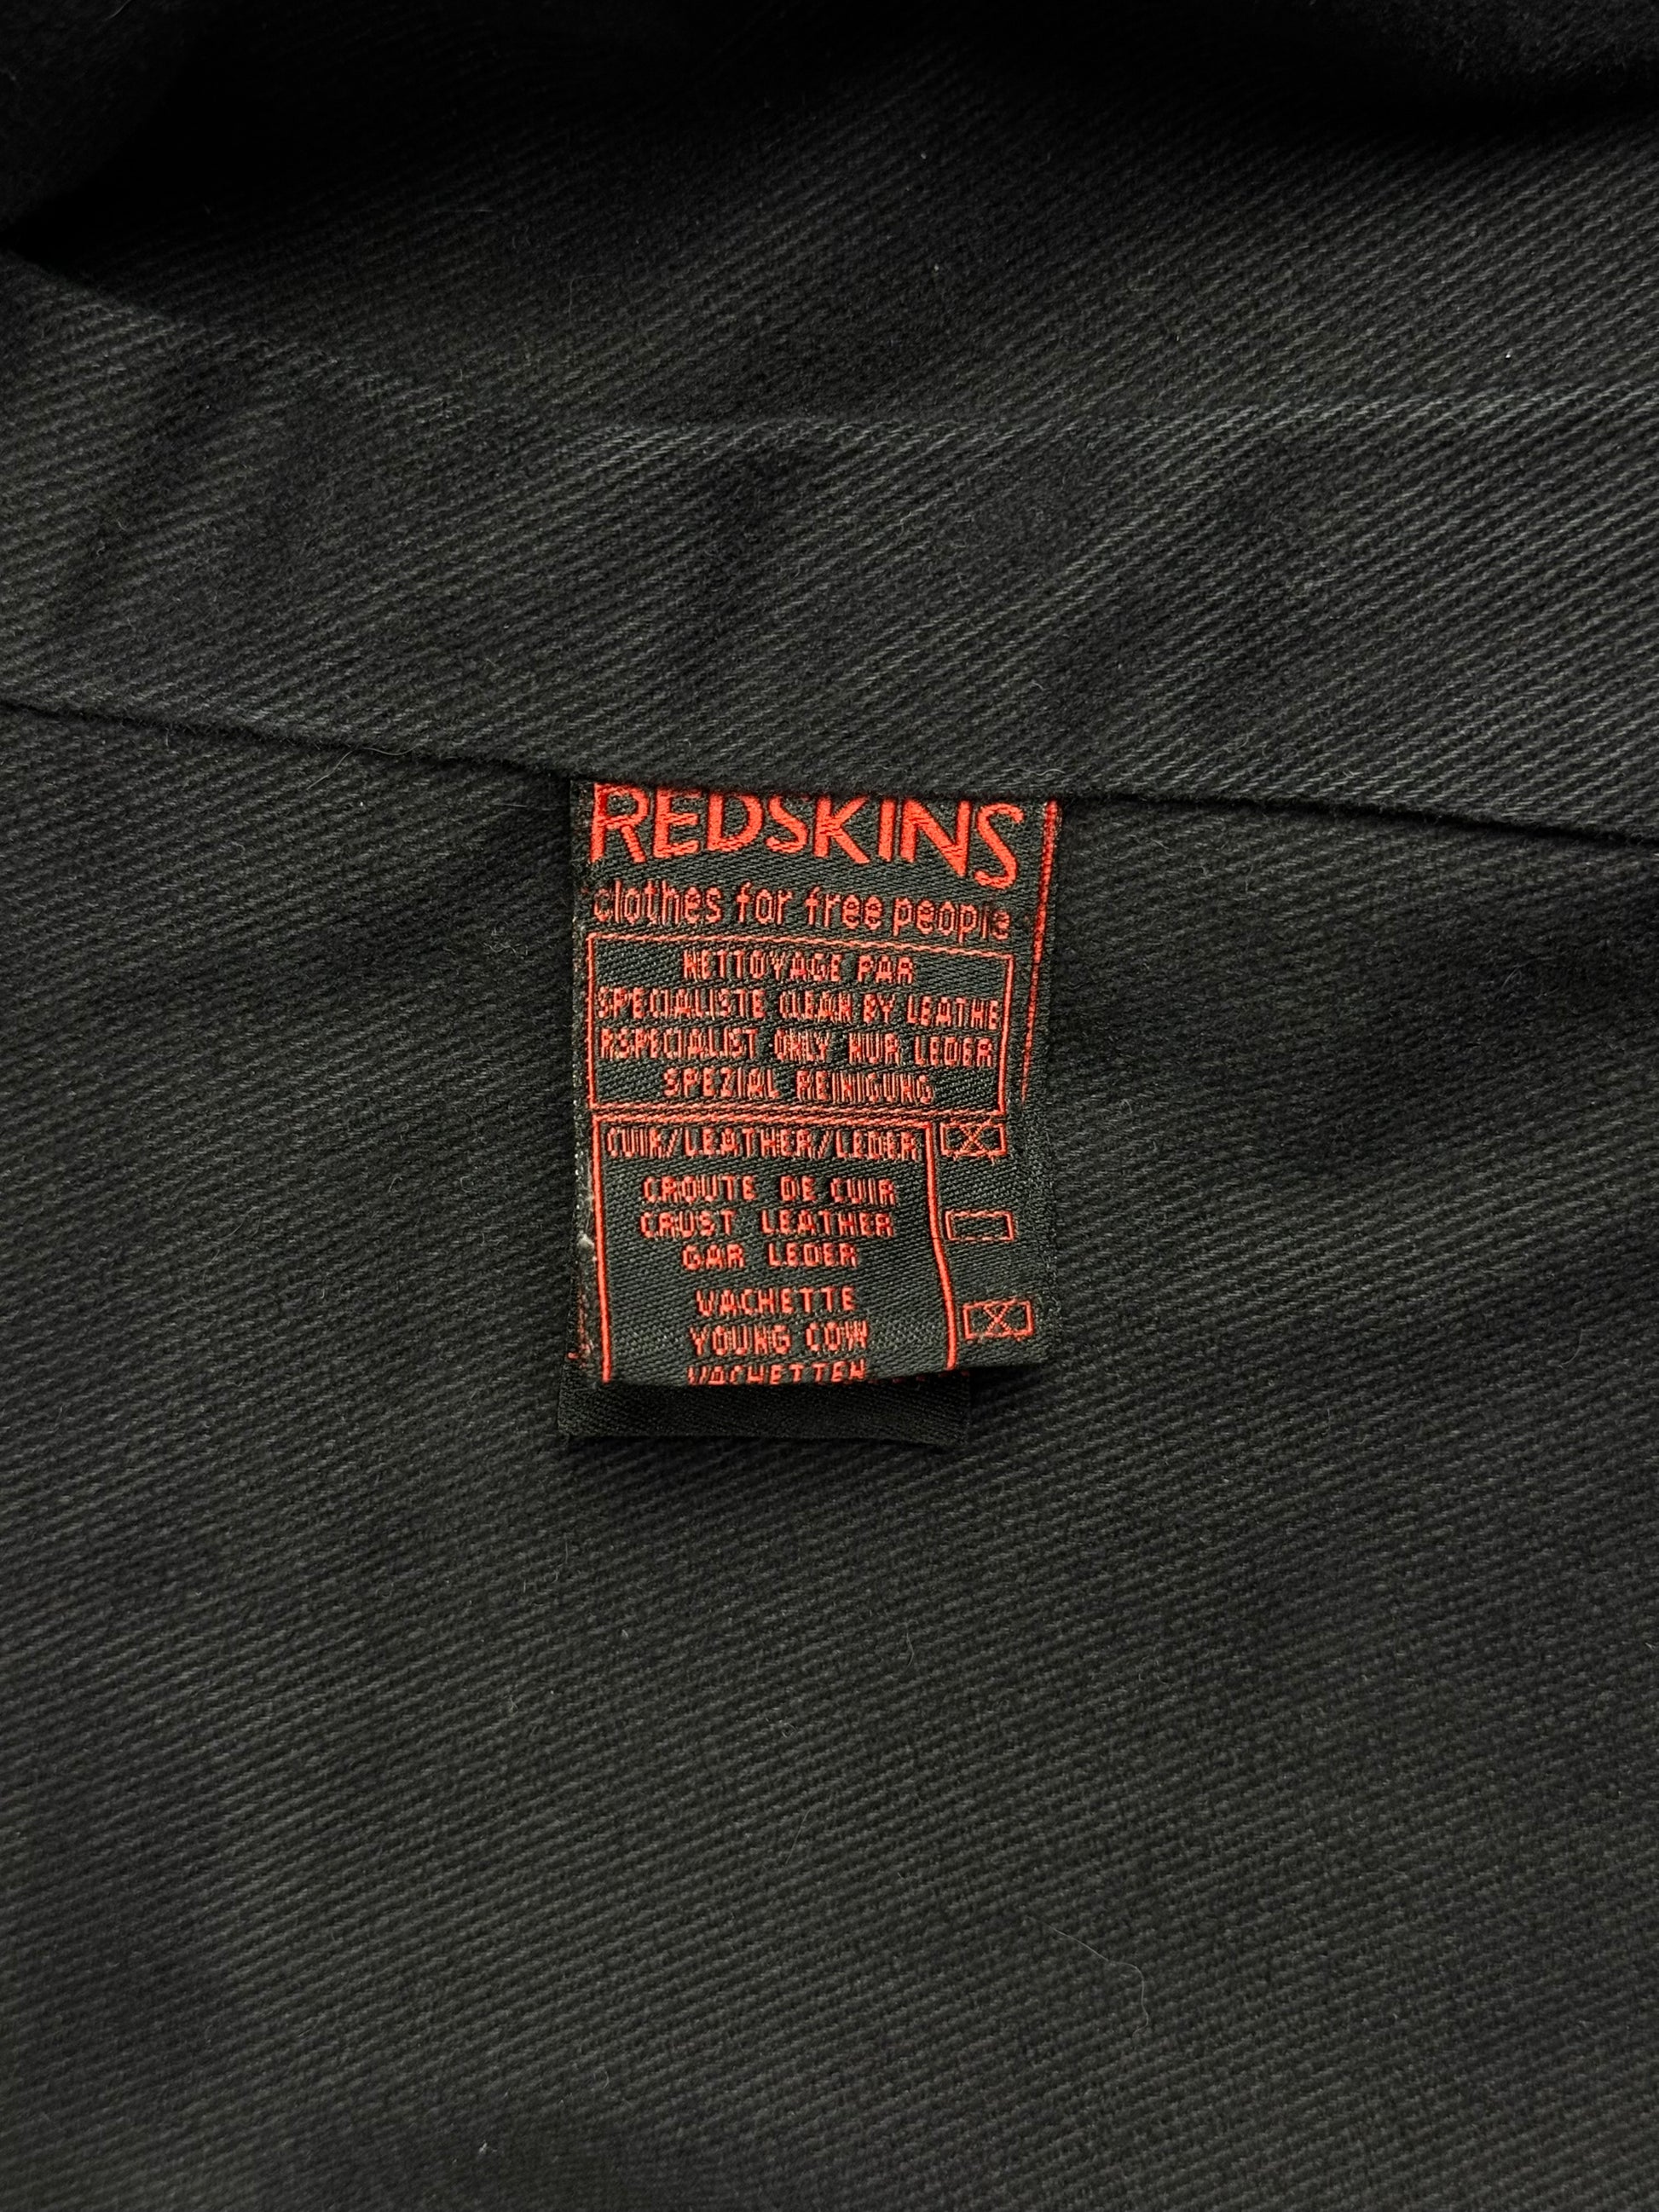 REDSKINS
clothes for free people
NETTOYAGE PAR
SPECIALISTE CLEAN BY LEATHE
RSPECIALIST ONLY NUR LEDER
SPEZIAL REINIGUNG
CUIR/LEATHER/LEDER
CROUTE DE CUIR
CRUST LEATHER
GAR LEDER
VACHETTE
YOUNG COW
VACHETTEN